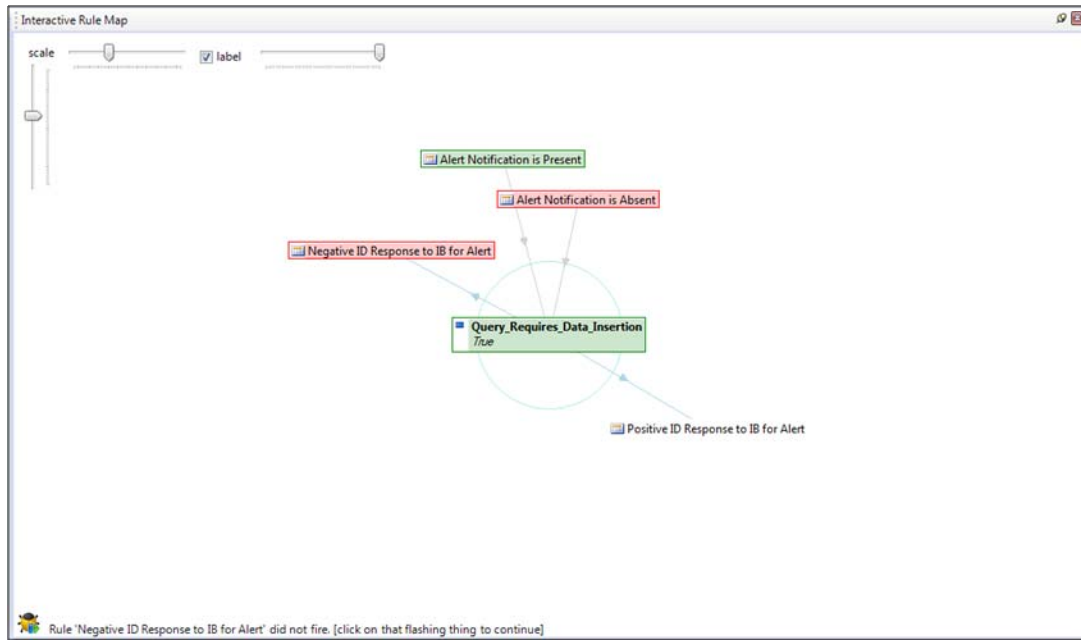 Interactive Rule Map
scale
label
Alert Notification is Present
Alert Notification is Absent
Negative ID Response to IB for Alert
Query_Requires_Data_Insertion
True
Positive ID Response to IB for Alert
Rule 'Negative ID Response to IB for Alert' did not fire. [click on that flashing thing to continue]